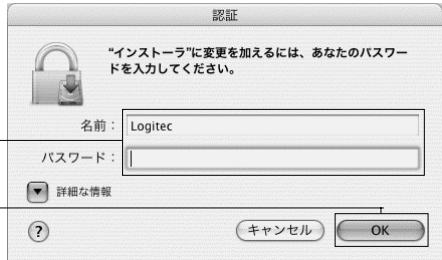 認証
“インストーラ”に変更を加えるには、あなたのパスワー
ドを入力してください。
名前： Logitec
パスワード：
詳細な情報
? キャンセル OK